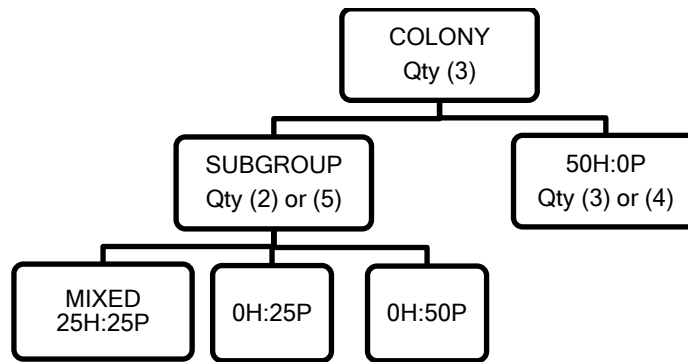 COLONY
Qty (3)
SUBGROUP
Qty (2) or (5)
50H:0P
Qty (3) or (4)
MIXED
25H:25P
0H:25P
0H:50P